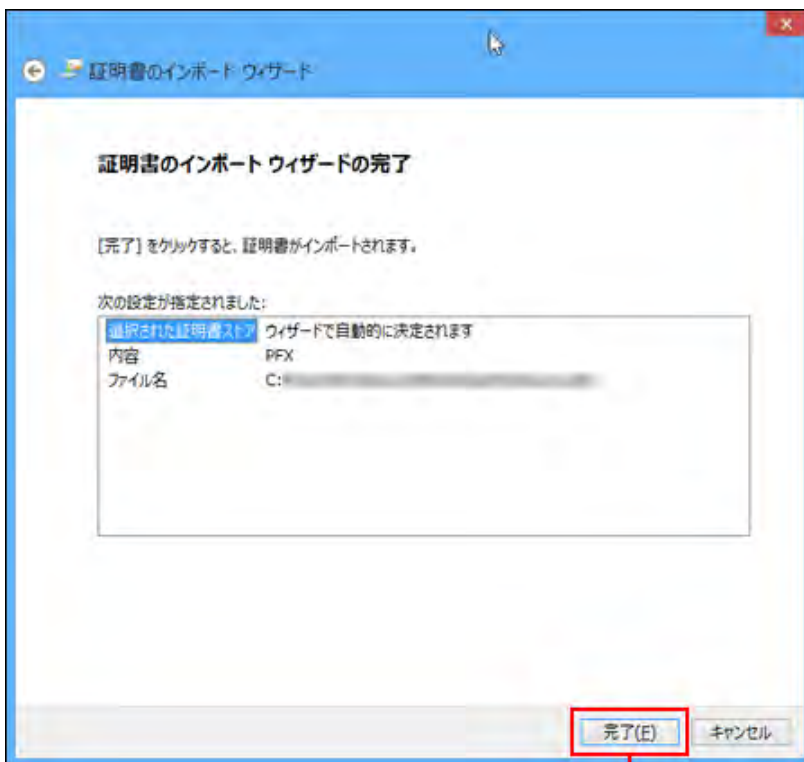 証明書のインポート ウィザード
証明書のインポート ウィザードの完了
[完了] をクリックすると、証明書がインポートされます。
次の設定が指定されました:
選択された証明書ストア ウィザードで自動的に決定されます
内容 PFX
ファイル名 C:
完了(E) キャンセル